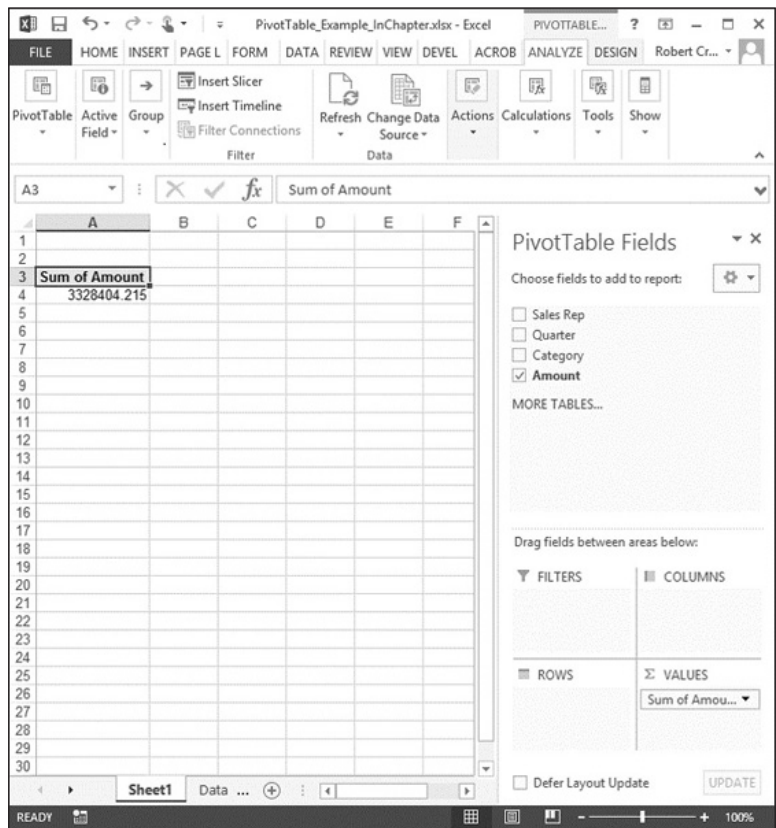 PivotTable_Example_InChapter.xlsx - Excel
PIVOTTABLE...
?
FILE HOME INSERT PAGE L FORM DATA REVIEW VIEW DEVEL ACROB ANALYZE DESIGN Robert Cr...
PivotTable
Active Field
Group
Insert Slicer
Insert Timeline
Filter Connections
Filter
Refresh
Change Data Source
Data
Actions
Calculations
Tools
Show
A3
fx
Sum of Amount
A B C D E F
1
2
3 Sum of Amount
4 3328404.215
5
6
7
8
9
10
11
12
13
14
15
16
17
18
19
20
21
22
23
24
25
26
27
28
29
30
PivotTable Fields
Choose fields to add to report:
Sales Rep
Quarter
Category
Amount
MORE TABLES...
Drag fields between areas below:
FILTERS
COLUMNS
ROWS
Σ VALUES
Sum of Amou...
Defer Layout Update
UPDATE
Sheet1 Data ...
READY
100%